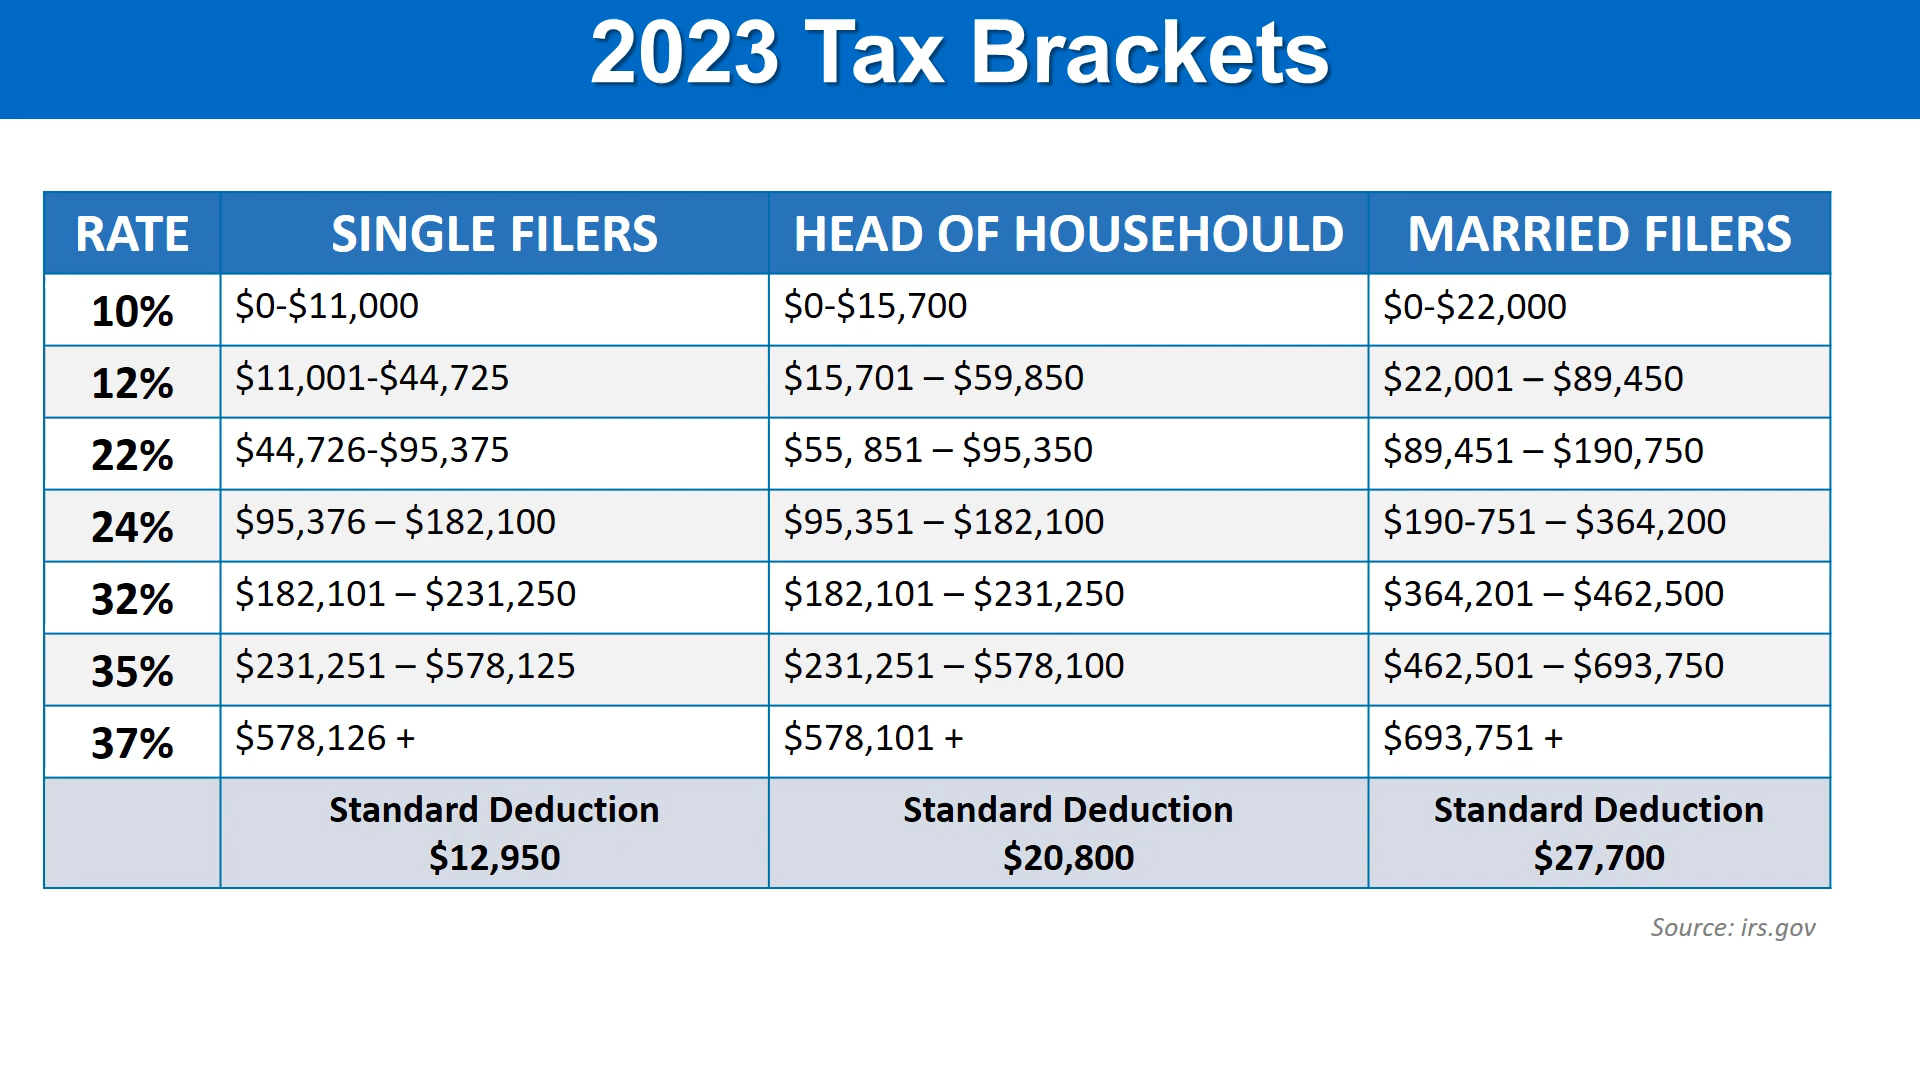 2023 Tax Brackets
RATE SINGLE FILERS HEAD OF HOUSEHOULD MARRIED FILERS
10% $0-$11,000 $0-$15,700 $0-$22,000
12% $11,001-$44,725 $15,701 – $59,850 $22,001 – $89,450
22% $44,726-$95,375 $55, 851 – $95,350 $89,451 – $190,750
24% $95,376 – $182,100 $95,351 – $182,100 $190-751 – $364,200
32% $182,101 – $231,250 $182,101 – $231,250 $364,201 – $462,500
35% $231,251 – $578,125 $231,251 – $578,100 $462,501 – $693,750
37% $578,126 + $578,101 + $693,751 +
Standard Deduction Standard Deduction Standard Deduction
$12,950 $20,800 $27,700
Source: irs.gov